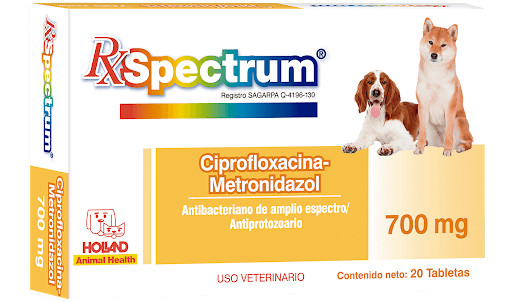 RxSpectrum®
Registro SAGARPA Q-4196-130
Ciprofloxacina-
Metronidazol
Antibacteriano de amplio espectro/
Antiprotozoario
700 mg
USO VETERINARIO
Contenido neto: 20 Tabletas
RxSpectrum®
Ciprofloxacina-
Metronidazol
700 mg
HOLLAND
Animal Health